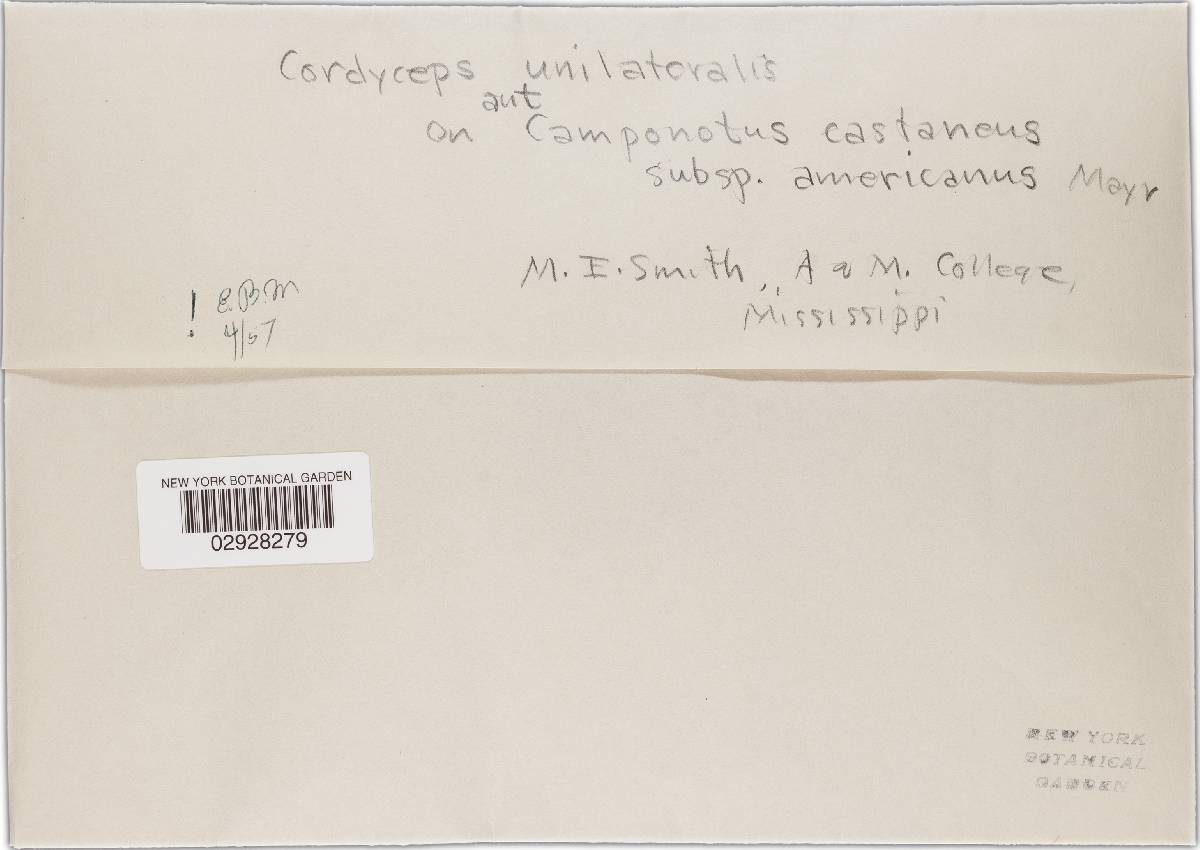 Cordyceps unilateralis
ant
on Camponotus castaneus
subsp. americanus Mayr
M. E. Smith, A & M. College,
Mississippi
! E.B.M
4/57
NEW YORK BOTANICAL GARDEN
02928279
NEW YORK
BOTANICAL
GARDEN